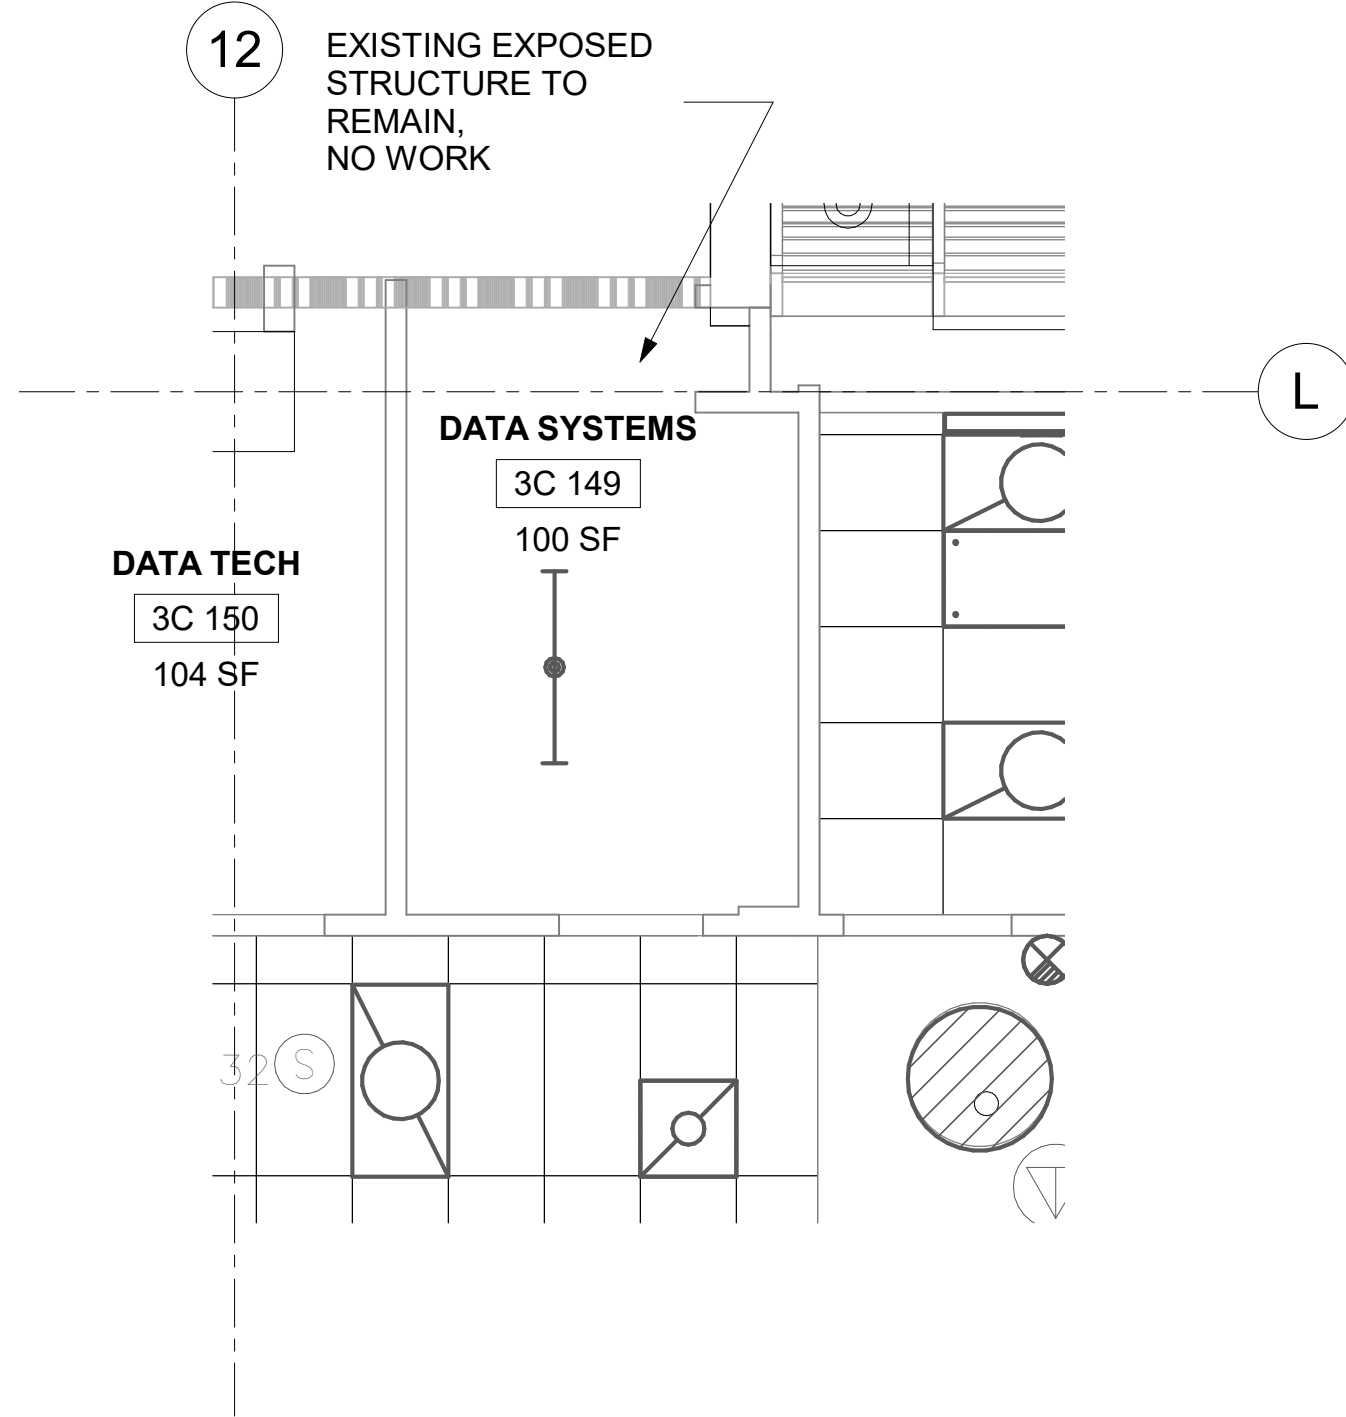 12
EXISTING EXPOSED
STRUCTURE TO
REMAIN,
NO WORK
L
DATA SYSTEMS
3C 149
100 SF
DATA TECH
3C 150
104 SF
32
S